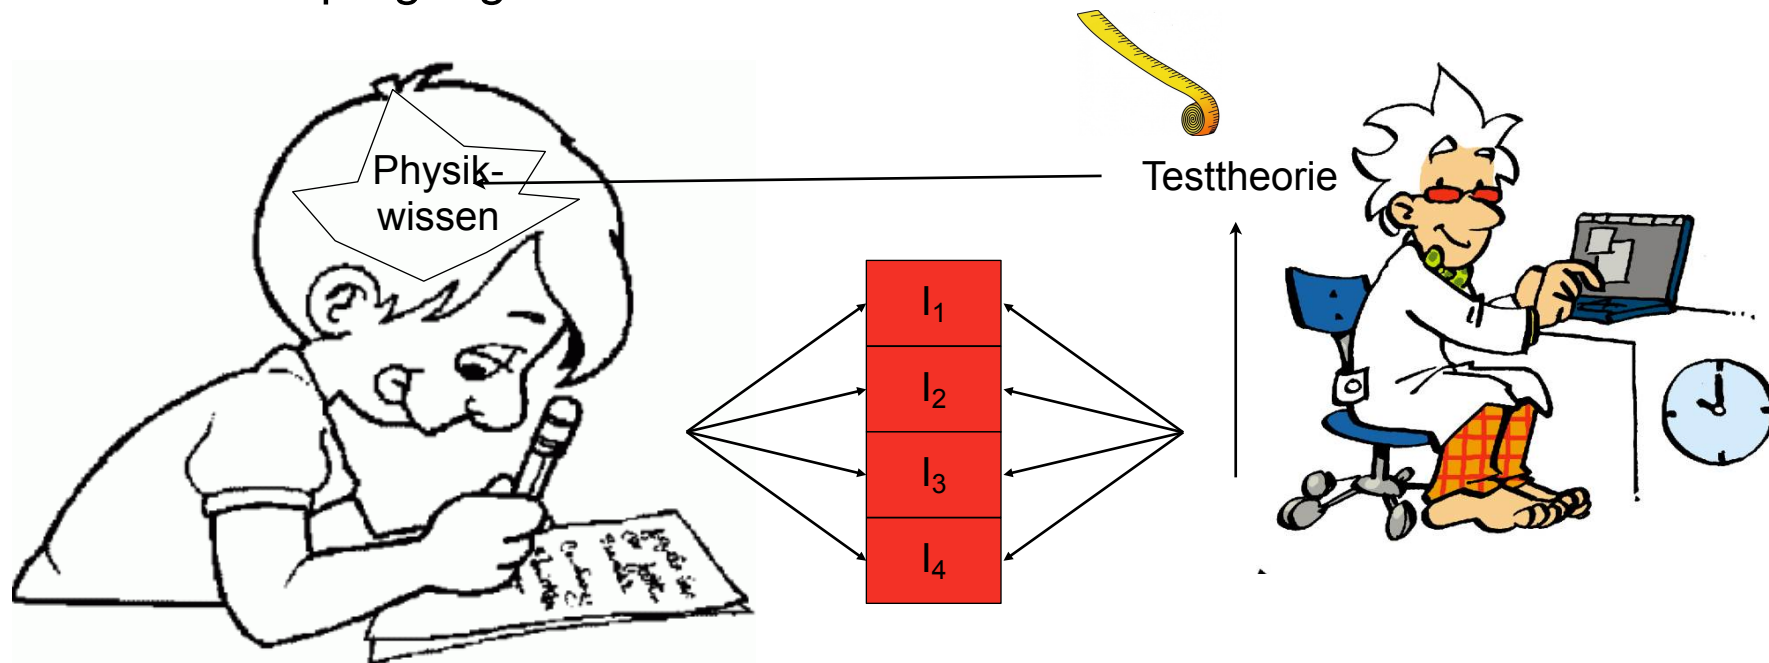 Physik-
wissen
Testtheorie
I₁
I₂
I₃
I₄